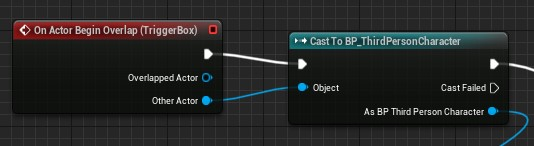 On Actor Begin Overlap (TriggerBox)
Overlapped Actor
Other Actor
Cast To BP_ThirdPersonCharacter
Object
Cast Failed
As BP Third Person Character